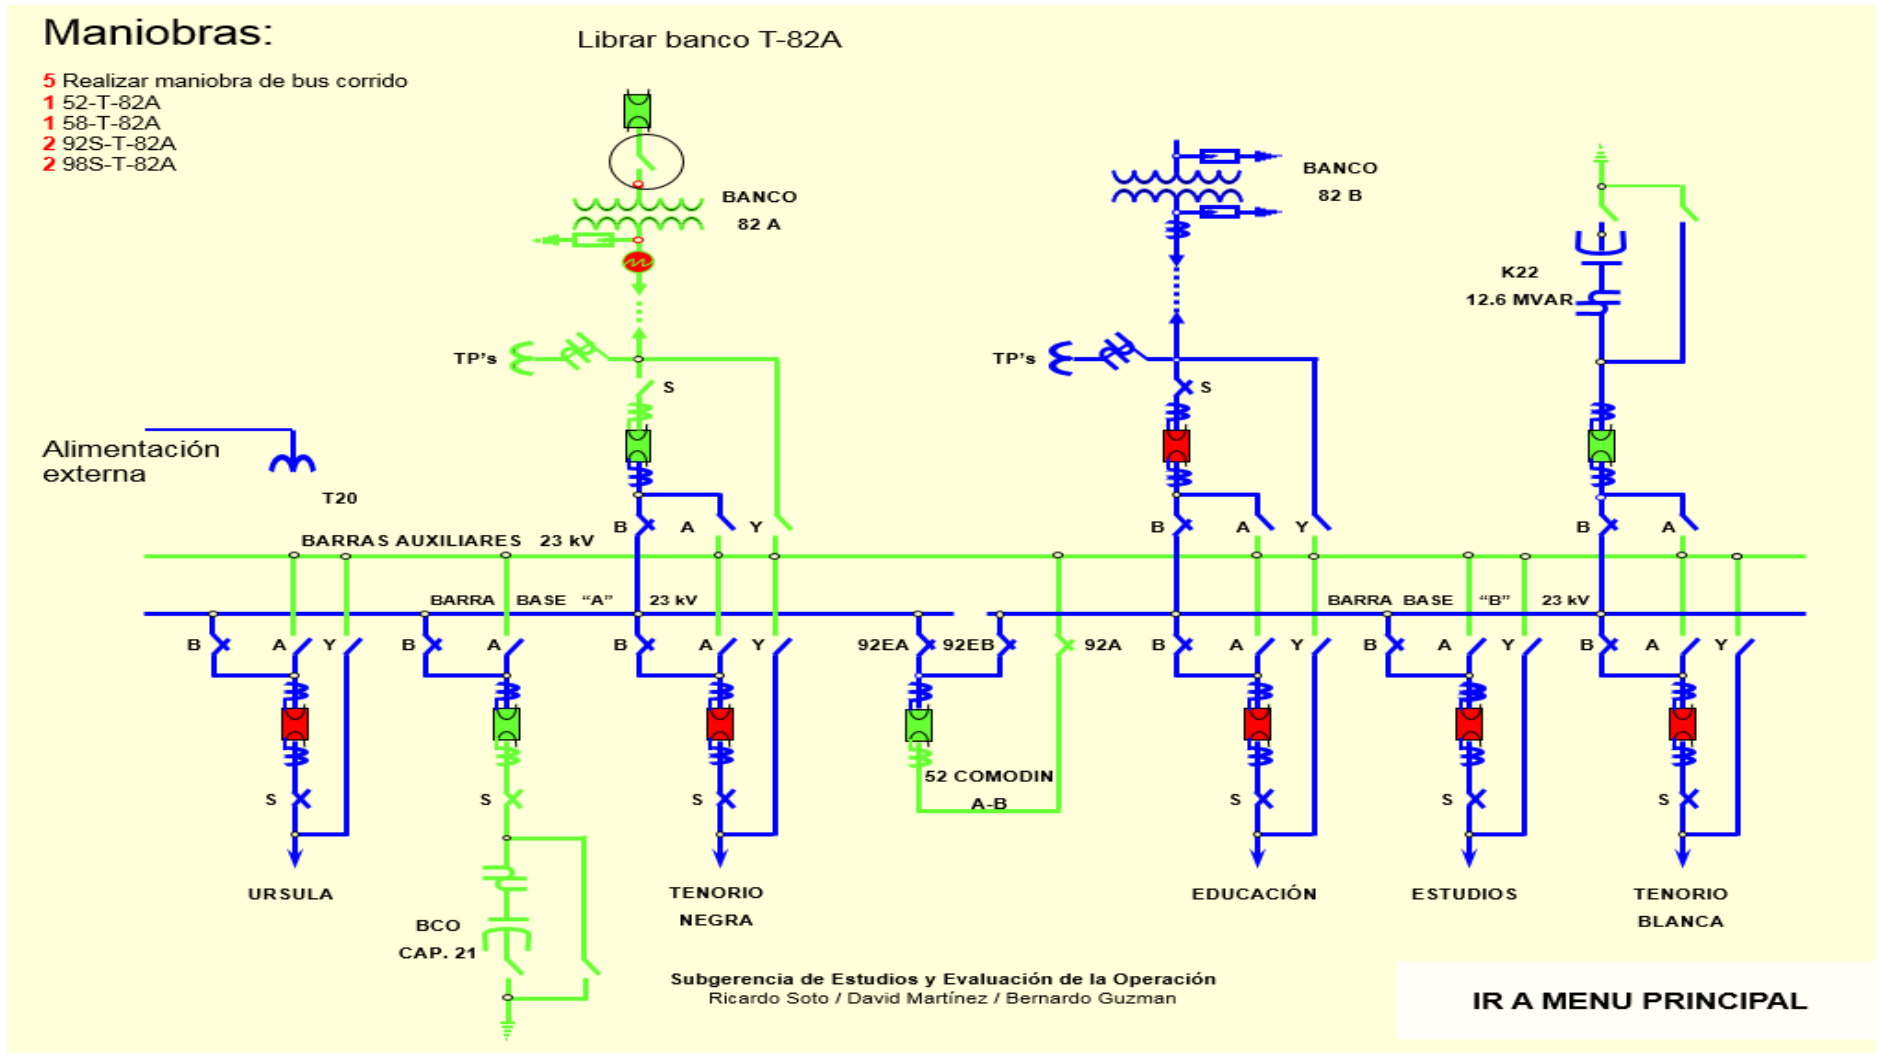 Maniobras:
Librar banco T-82A
5 Realizar maniobra de bus corrido
1 52-T-82A
1 58-T-82A
2 92S-T-82A
2 98S-T-82A
BANCO
82 A
BANCO
82 B
K22
12.6 MVAR
TP's
S
TP's
S
Alimentación
externa
T20
B A Y
B A Y
B A
BARRAS AUXILIARES 23 kV
BARRA BASE “A” 23 kV
BARRA BASE “B” 23 kV
B A Y
B A
B A Y
92EA
92EB
92A
B A Y
B A Y
B A Y
52 COMODIN
A-B
S
S
S
S
S
S
URSULA
BCO
CAP. 21
TENORIO
NEGRA
EDUCACIÓN
ESTUDIOS
TENORIO
BLANCA
Subgerencia de Estudios y Evaluación de la Operación
Ricardo Soto / David Martínez / Bernardo Guzman
IR A MENU PRINCIPAL